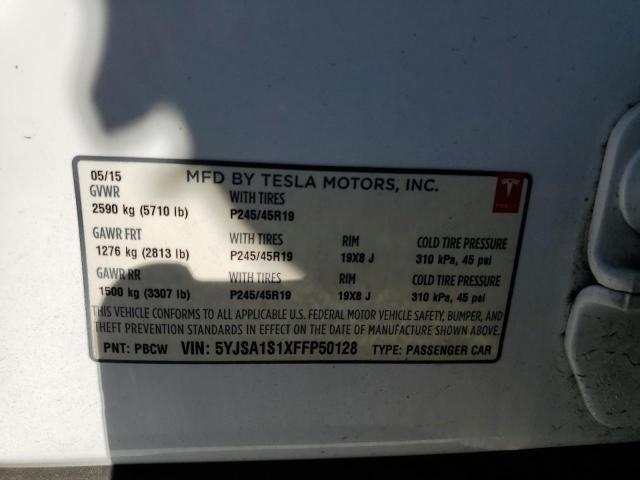 05/15 MFD BY TESLA MOTORS, INC.
GVWR WITH TIRES
2590 kg (5710 lb) P245/45R19
TESLA
GAWR FRT WITH TIRES RIM COLD TIRE PRESSURE
1276 kg (2813 lb) P245/45R19 19X8 J 310 kPa, 45 psi
GAWR RR WITH TIRES RIM COLD TIRE PRESSURE
1500 kg (3307 lb) P245/45R19 19X8 J 310 kPa, 45 psi
THIS VEHICLE CONFORMS TO ALL APPLICABLE U.S. FEDERAL MOTOR VEHICLE SAFETY, BUMPER, AND
THEFT PREVENTION STANDARDS IN EFFECT ON THE DATE OF MANUFACTURE SHOWN ABOVE.
PNT: PBCW VIN: 5YJSA1S1XFFP50128 TYPE: PASSENGER CAR